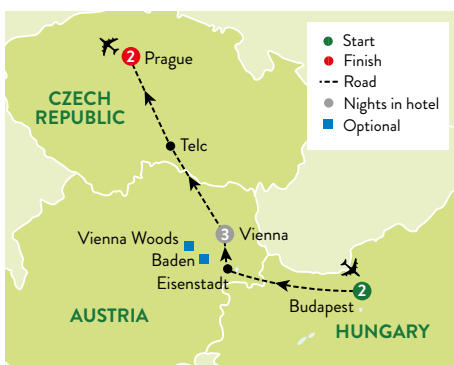 Start
Finish
Road
Nights in hotel
Optional
2 Prague
CZECH
REPUBLIC
Telc
3 Vienna
Vienna Woods
Baden
Eisenstadt
2
Budapest
AUSTRIA
HUNGARY